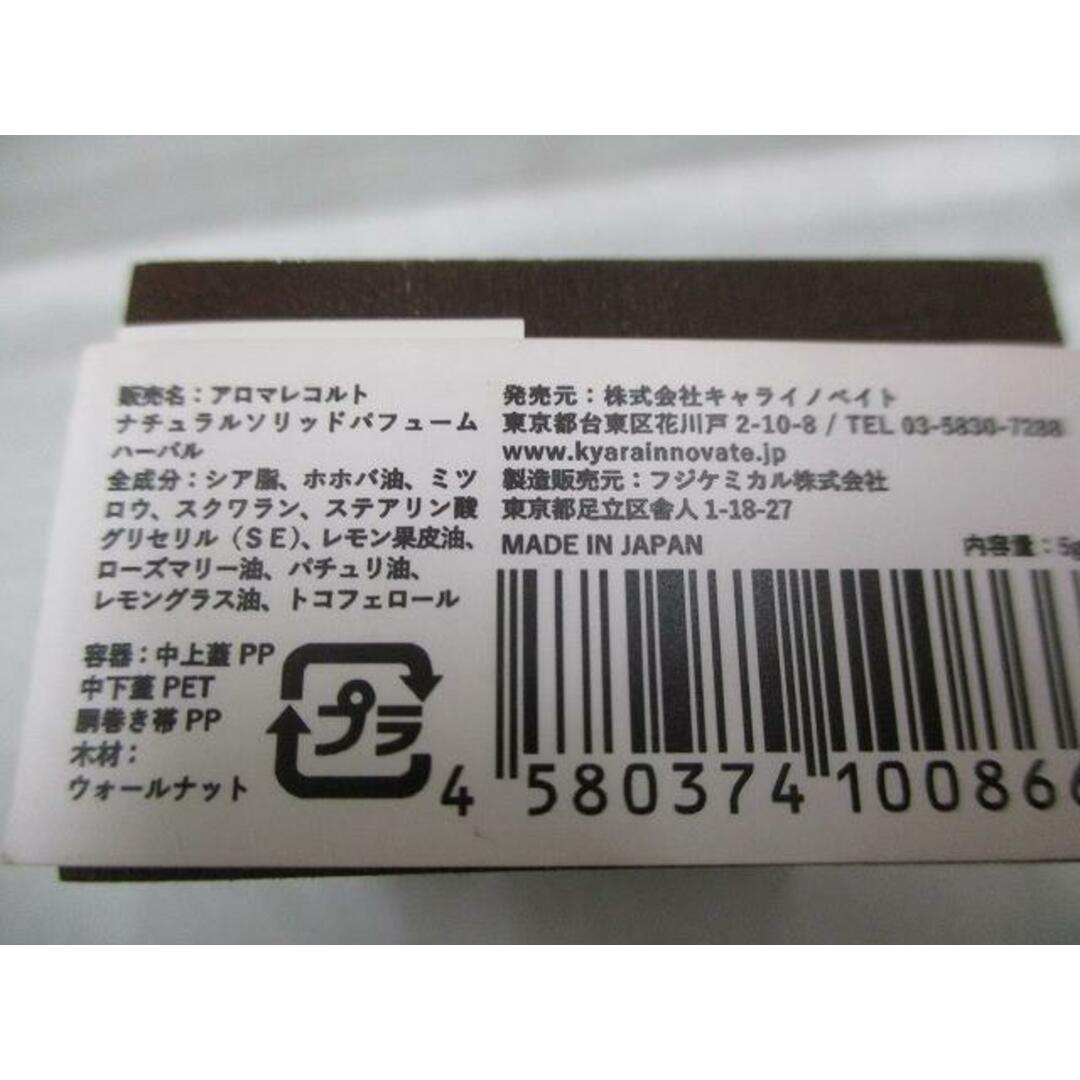 販売名：アロマレコルト
ナチュラルソリッドパフューム
ハーバル
全成分：シア脂、ホホバ油、ミツ
ロウ、スクワラン、ステアリン酸
グリセリル（ＳＥ）、レモン果皮油、
ローズマリー油、パチュリ油、
レモングラス油、トコフェロール
容器：中上蓋 PP
中下蓋 PET
胴巻き帯 PP
木材：
ウォールナット
プラ
発売元：株式会社キャライノベイト
東京都台東区花川戸 2-10-8 / TEL 03-5830-7288
www.kyarainnovate.jp
製造販売元：フジケミカル株式会社
東京都足立区舎人 1-18-27
MADE IN JAPAN
内容量：5g
4 580374 100866